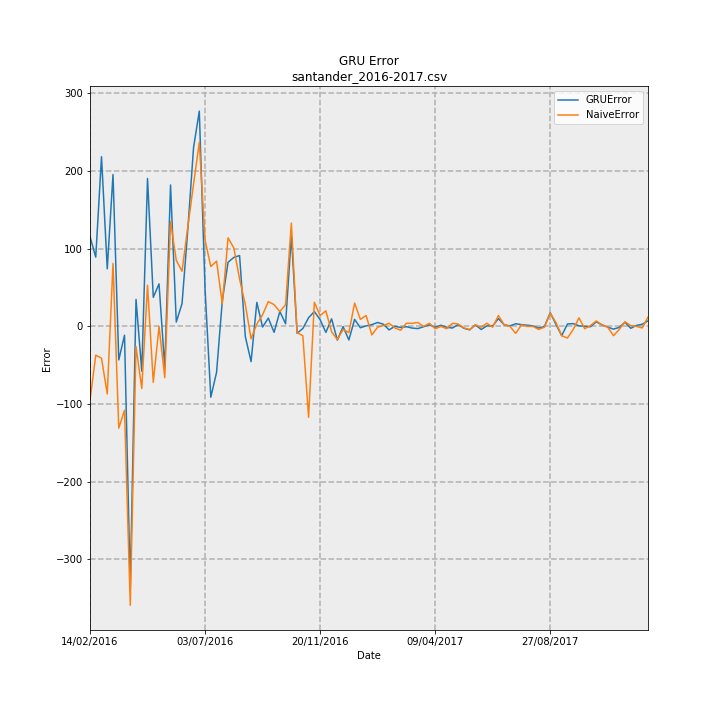 GRU Error
santander_2016-2017.csv
GRUError
NaiveError
300
200
100
0
−100
−200
−300
Error
14/02/2016
03/07/2016
20/11/2016
09/04/2017
27/08/2017
Date